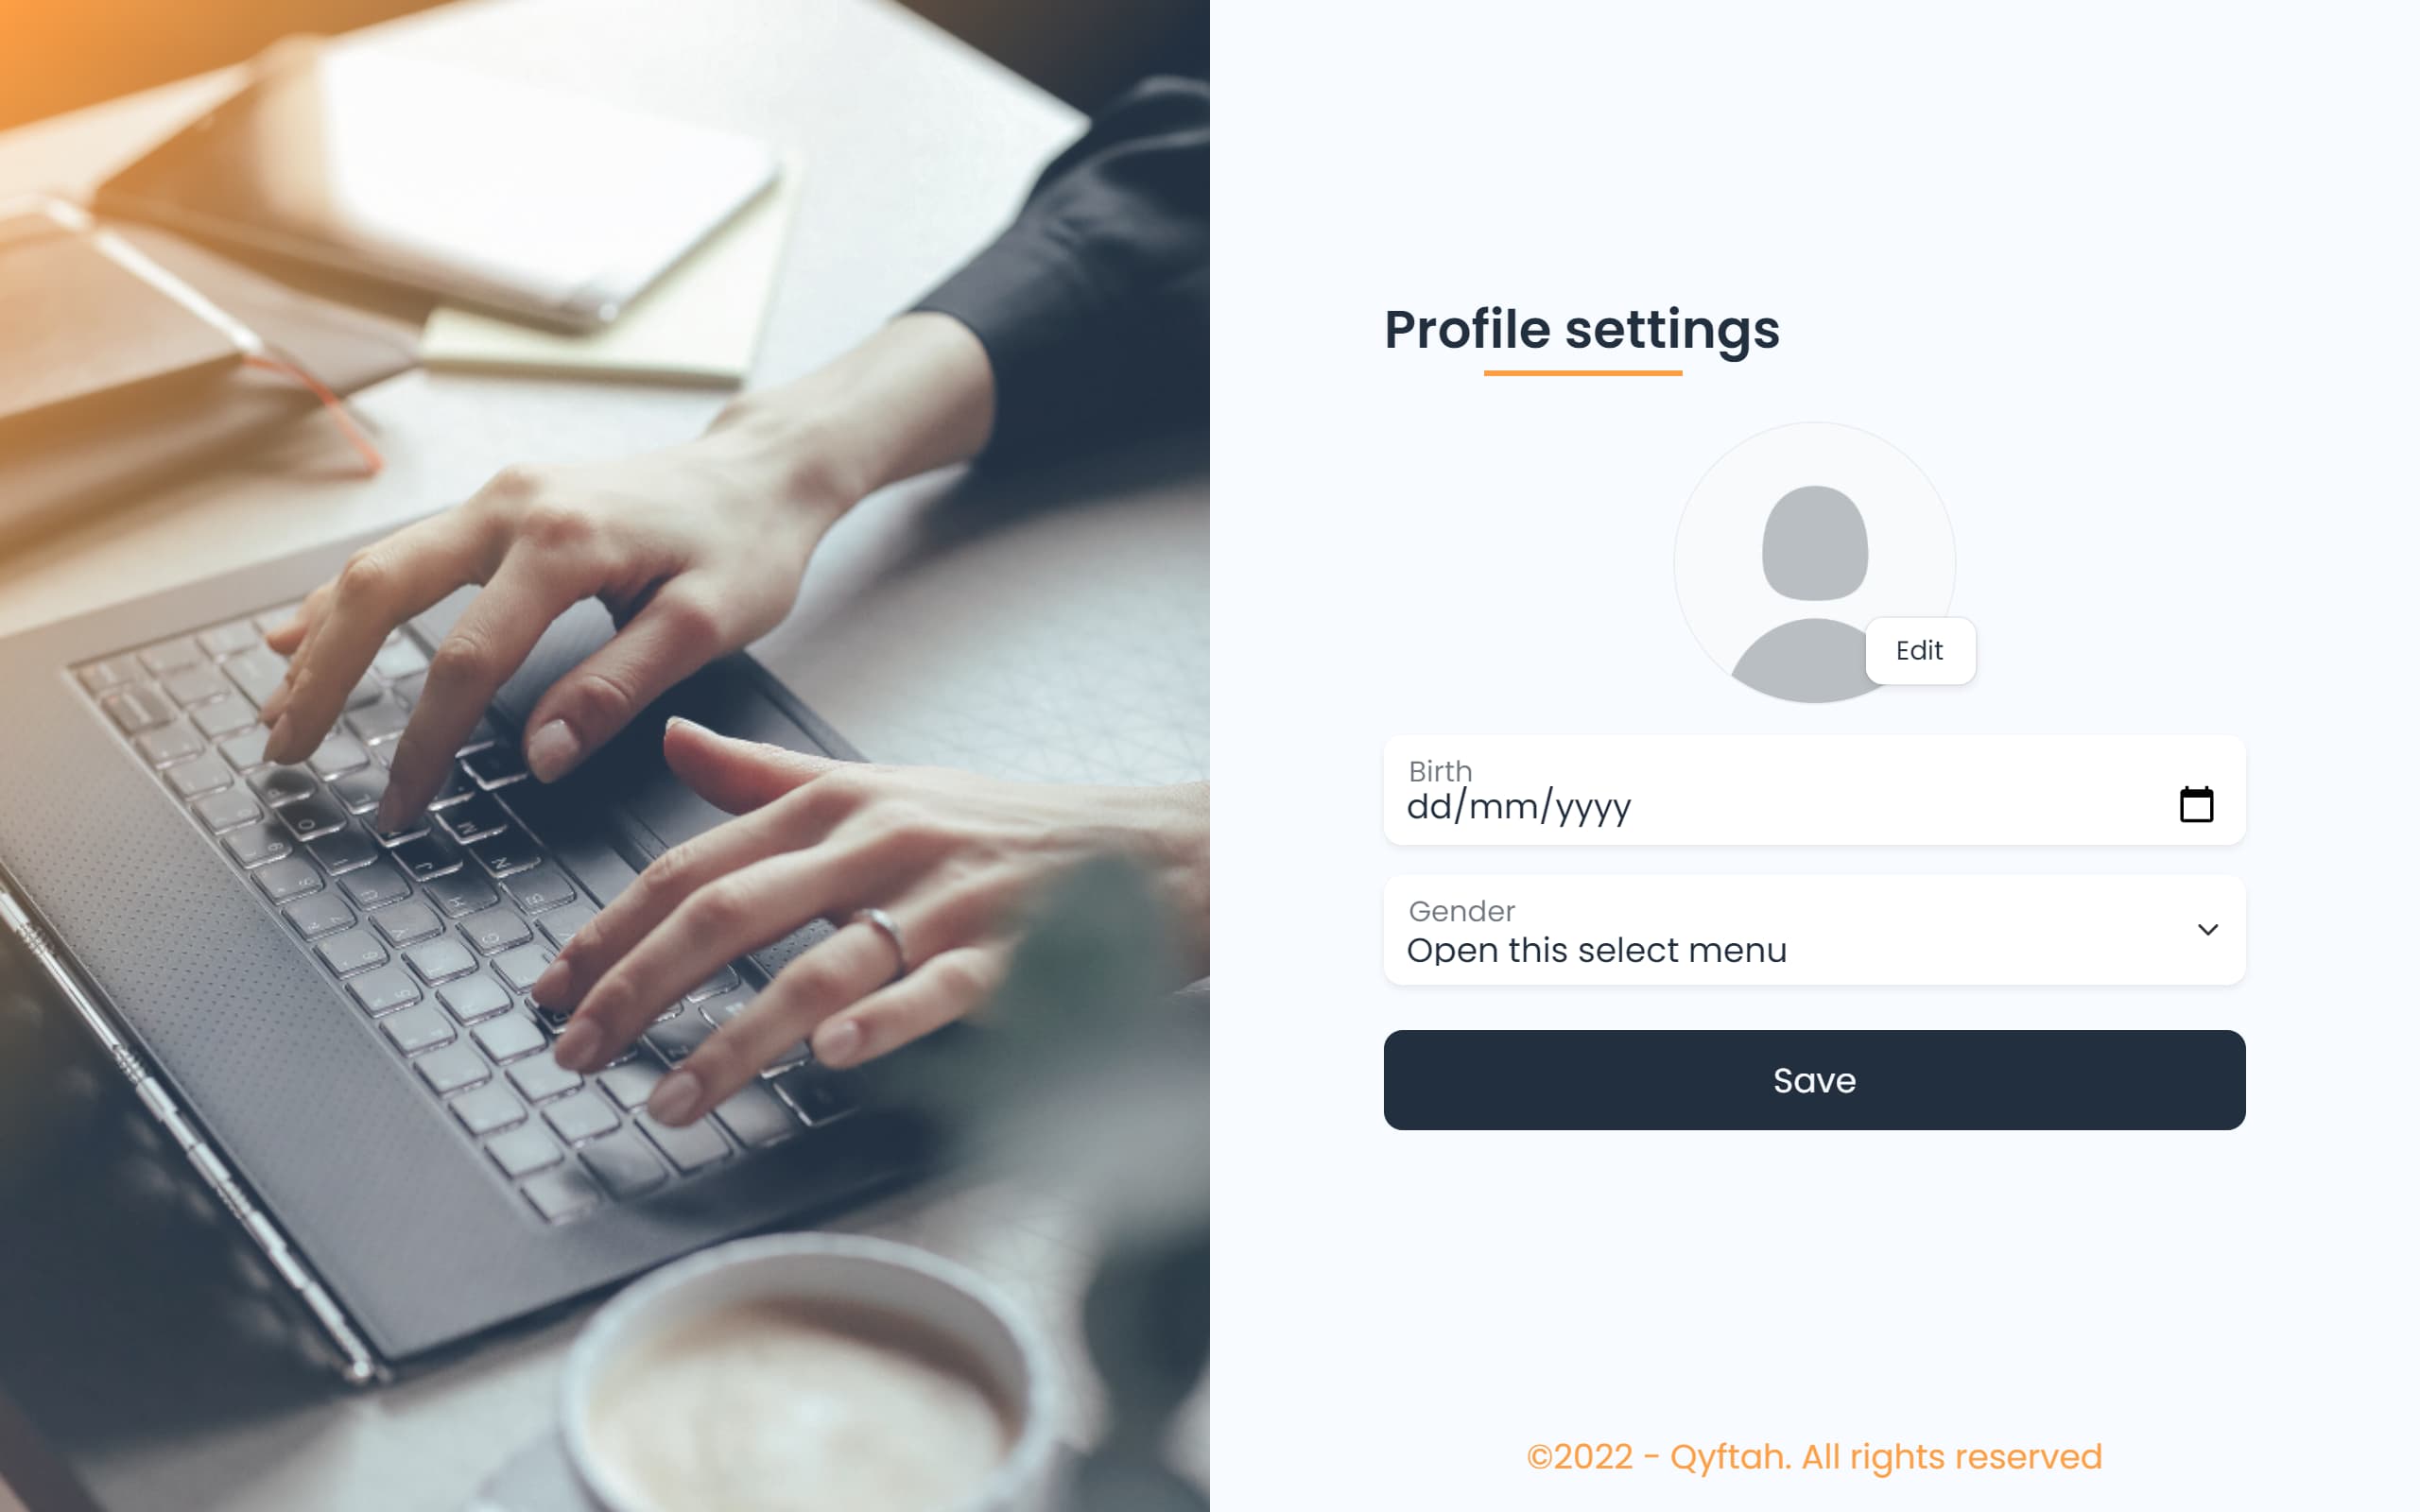 Profile settings
Edit
Birth
dd/mm/yyyy
Gender
Open this select menu
Save
©2022 - Qyftah. All rights reserved